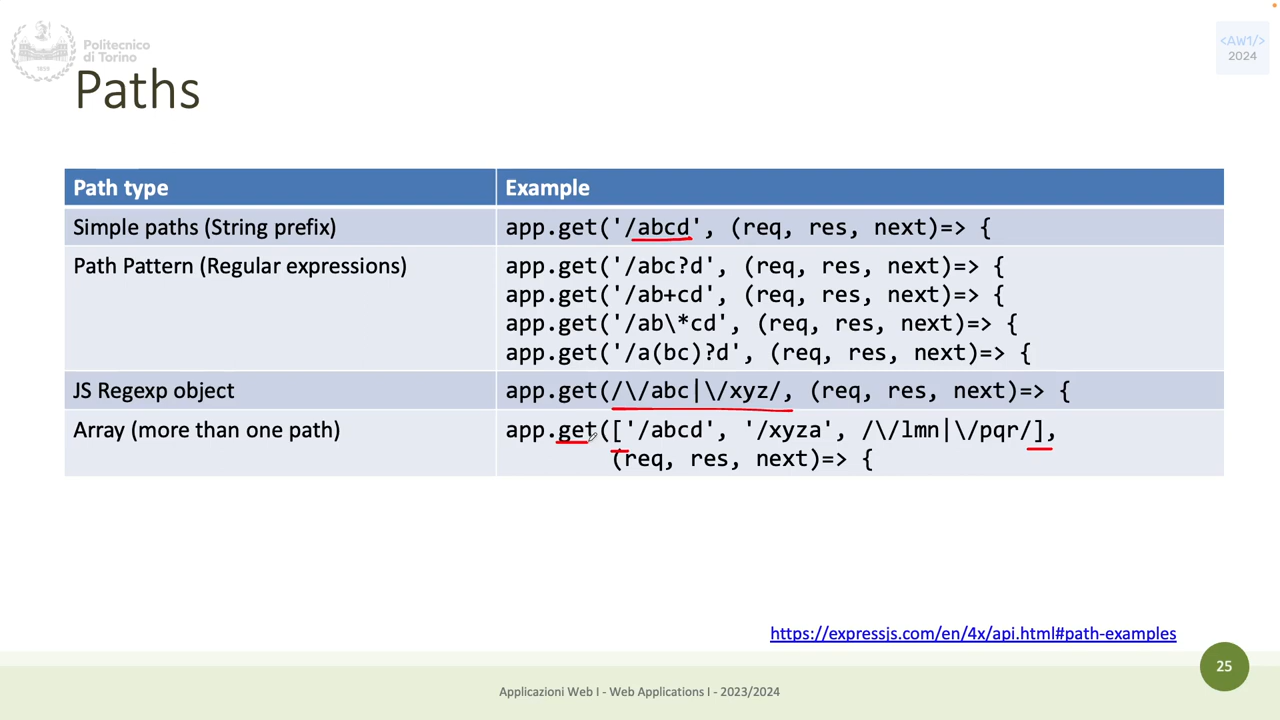 Politecnico
di Torino
1859
<AW1/>
2024
Paths
Path type
Example
Simple paths (String prefix)
app.get('/abcd', (req, res, next)=> {
Path Pattern (Regular expressions)
app.get('/abc?d', (req, res, next)=> {
app.get('/ab+cd', (req, res, next)=> {
app.get('/ab\*cd', (req, res, next)=> {
app.get('/a(bc)?d', (req, res, next)=> {
JS Regexp object
app.get(/\/abc|\/xyz/, (req, res, next)=> {
Array (more than one path)
app.get(['/abcd', '/xyza', /\/lmn|\/pqr/],
(req, res, next)=> {
https://expressjs.com/en/4x/api.html#path-examples
25
Applicazioni Web I - Web Applications I - 2023/2024